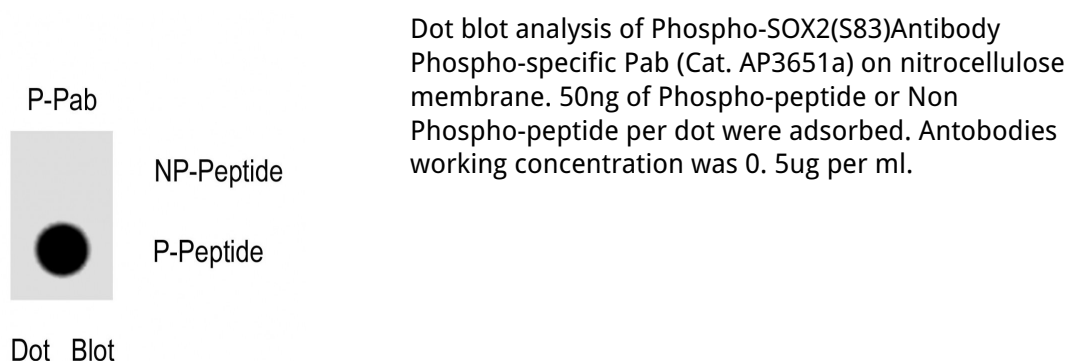 P-Pab
NP-Peptide
P-Peptide
Dot Blot
Dot blot analysis of Phospho-SOX2(S83)Antibody
Phospho-specific Pab (Cat. AP3651a) on nitrocellulose
membrane. 50ng of Phospho-peptide or Non
Phospho-peptide per dot were adsorbed. Antobodies
working concentration was 0. 5ug per ml.